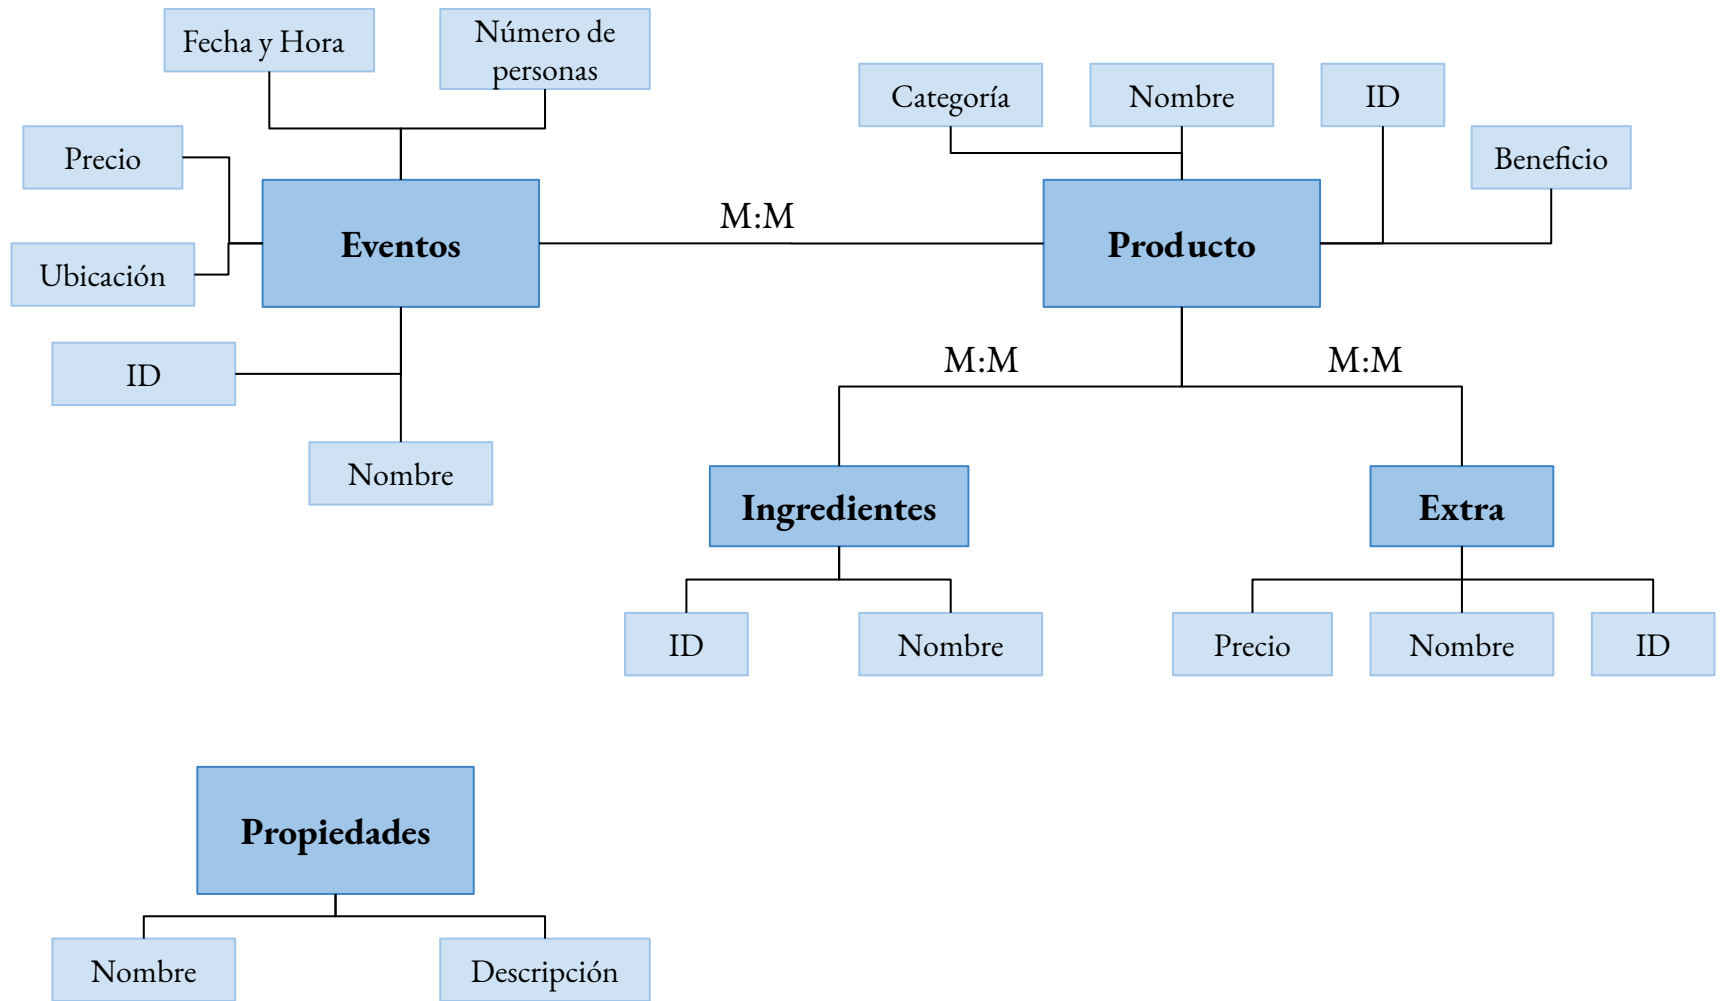 Fecha y Hora
Número de
personas
Categoría
Nombre
ID
Precio
Beneficio
M:M
Eventos
Producto
Ubicación
ID
M:M
M:M
Nombre
Ingredientes
Extra
ID
Nombre
Precio
Nombre
ID
Propiedades
Nombre
Descripción